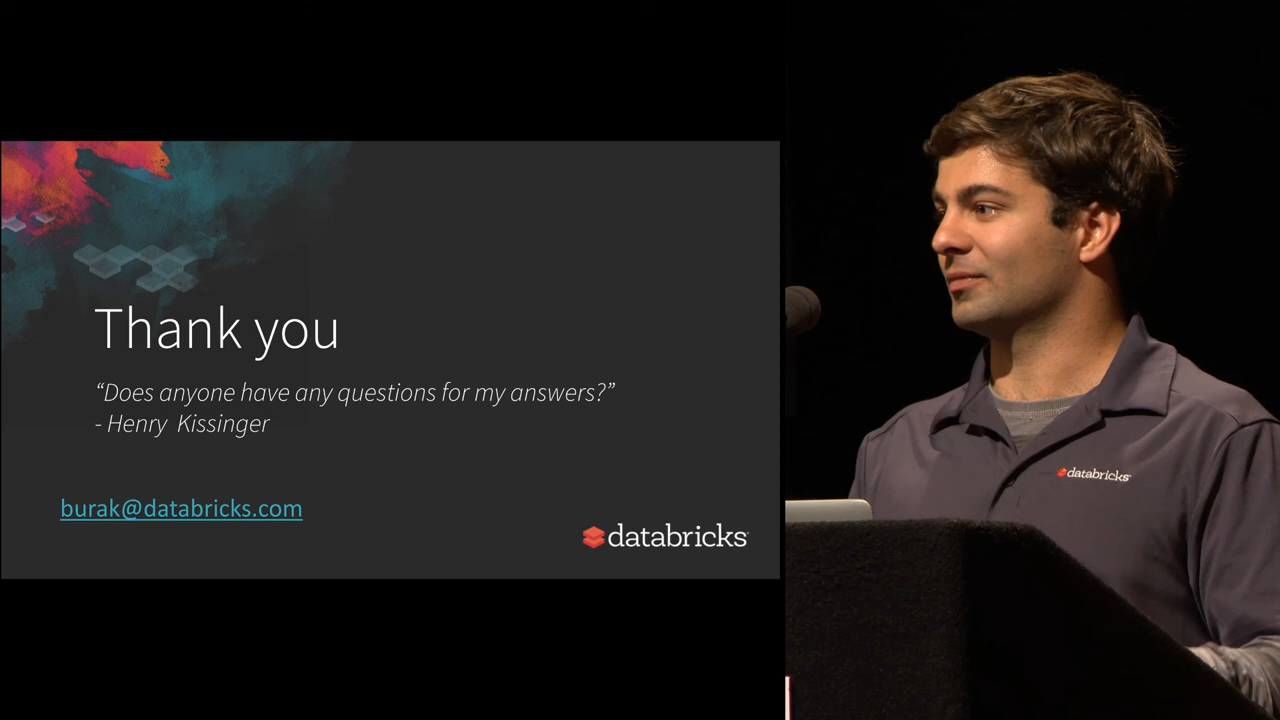 Thank you
“Does anyone have any questions for my answers?”
- Henry Kissinger
burak@databricks.com
databricks
databricks